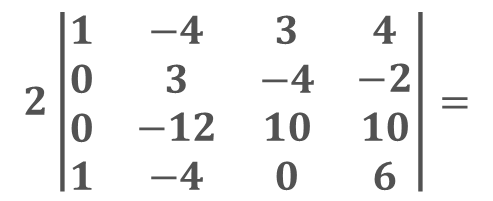 2 | 1 −4 3 4 |
| 0 3 −4 −2 |
| 0 −12 10 10 | =
| 1 −4 0 6 |